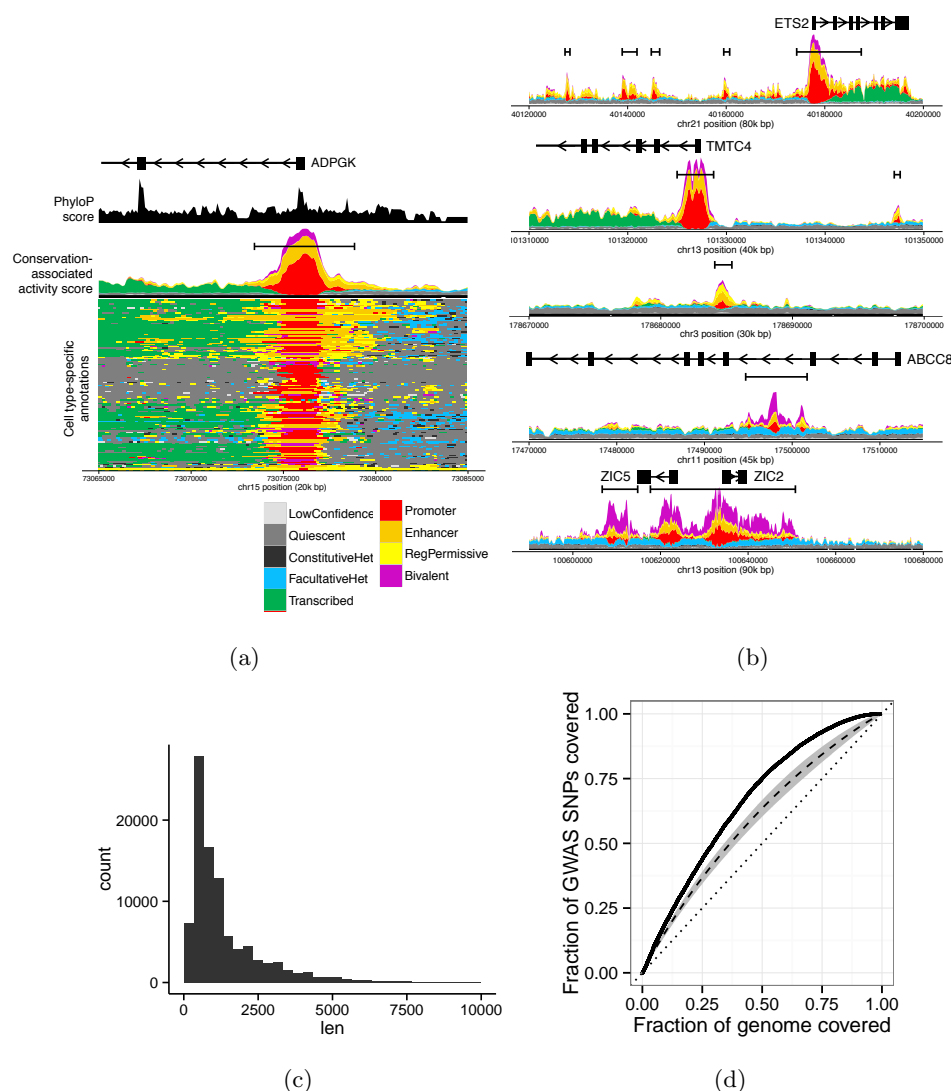 ADPGK
PhyloP
score
Conservation-
associated
activity score
Cell type-specific
annotations
73065000 73070000 73075000 73080000 73085000
chr15 position (20k bp)
LowConfidence
Quiescent
ConstitutiveHet
FacultativeHet
Transcribed
Promoter
Enhancer
RegPermissive
Bivalent
(a)
ETS2
40120000 40140000 40160000 40180000 40200000
chr21 position (80k bp)
TMTC4
101310000 101320000 101330000 101340000 101350000
chr13 position (40k bp)
178670000 178680000 178690000 178700000
chr3 position (30k bp)
ABCC8
17470000 17480000 17490000 17500000 17510000
chr11 position (45k bp)
ZIC5 ZIC2
100600000 100620000 100640000 100660000 100680000
chr13 position (90k bp)
(b)
count
20000
10000
0
0 2500 5000 7500 10000
len
(c)
Fraction of GWAS SNPs covered
1.00
0.75
0.50
0.25
0.00
0.00 0.25 0.50 0.75 1.00
Fraction of genome covered
(d)